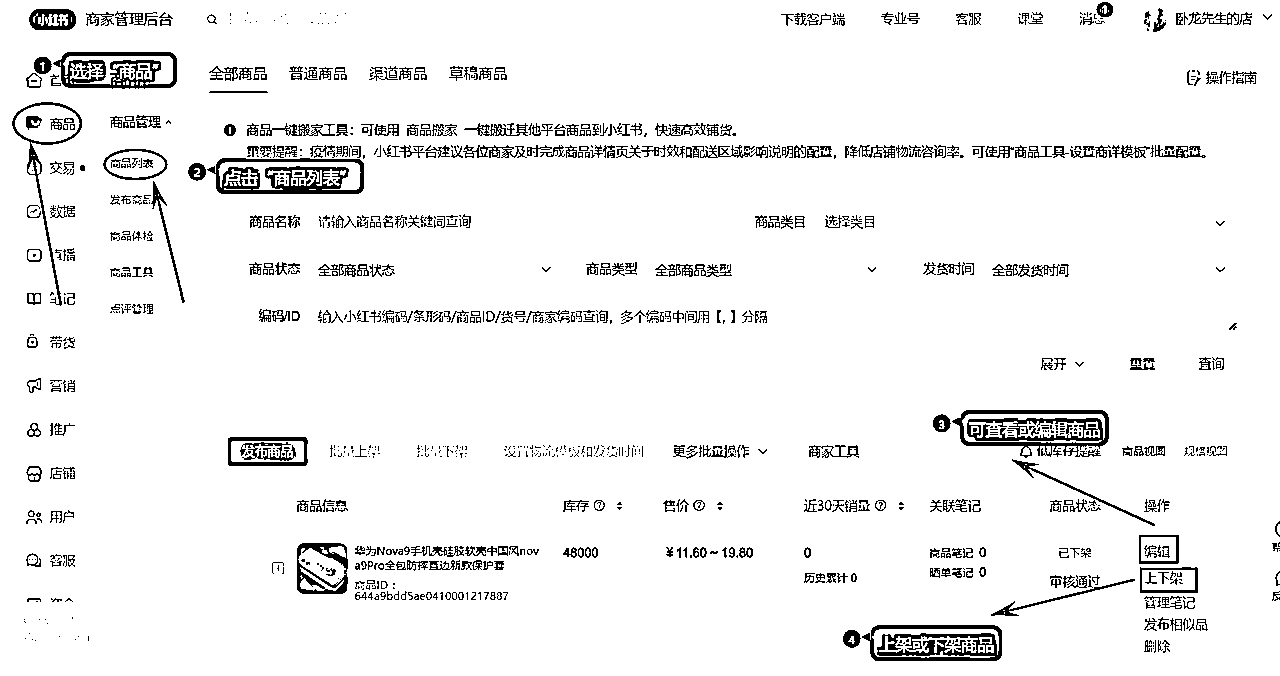 小红书 商家管理后台
下载客户端 专业号 客服 课堂 消息 卧龙先生的店
1 选择“商品”
全部商品 普通商品 渠道商品 草稿商品
操作指南
商品 商品管理
商品一键搬家工具：可使用 商品搬家 一键搬迁其他平台商品到小红书，快速高效铺货。
重要提醒：疫情期间，小红书平台建议各位商家及时完成商品详情页关于时效和配送区域影响说明的配置，降低店铺物流咨询率。可使用“商品工具-设置商详模板”批量配置。
交易 商品列表
2 点击“商品列表”
发布商品
数据
商品体检
直播
商品工具
笔记
点评管理
带货
营销
推广
店铺
用户
客服
商品名称 请输入商品名称关键词查询 商品类目 选择类目
商品状态 全部商品状态 商品类型 全部商品类型 发货时间 全部发货时间
编码/ID 输入小红书编码/条形码/商品ID/货号/商家编码查询，多个编码中间用【，】分隔
展开 重置 查询
3 可查看或编辑商品
发布商品 批量上架 批量下架 设置物流模板和发货时间 更多批量操作 商家工具 低库存提醒 商品视图 规格视图
商品信息 库存 售价 近30天销量 关联笔记 商品状态 操作
华为Nova9手机壳硅胶软壳中国风nov
a9Pro全包防摔直边新款保护套
商品ID：
644a9bdd5ae0410001217887
48000
￥11.60~19.80
0
历史累计 0
商品笔记 0
晒单笔记 0
已下架
审核通过
编辑
上下架
管理笔记
发布相似品
删除
4 上架或下架商品